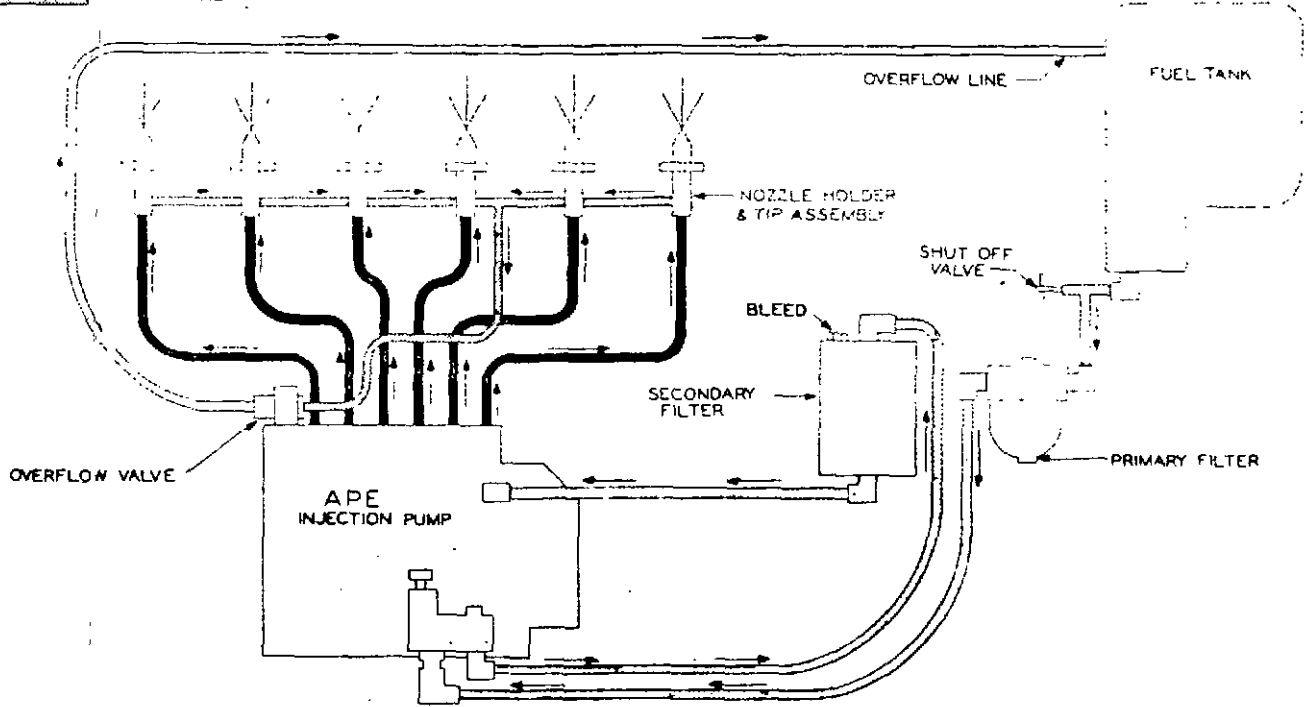 OVERFLOW LINE
FUEL TANK
NOZZLE HOLDER
& TIP ASSEMBLY
SHUT OFF
VALVE
BLEED
SECONDARY
FILTER
PRIMARY FILTER
OVERFLOW VALVE
APE
INJECTION PUMP